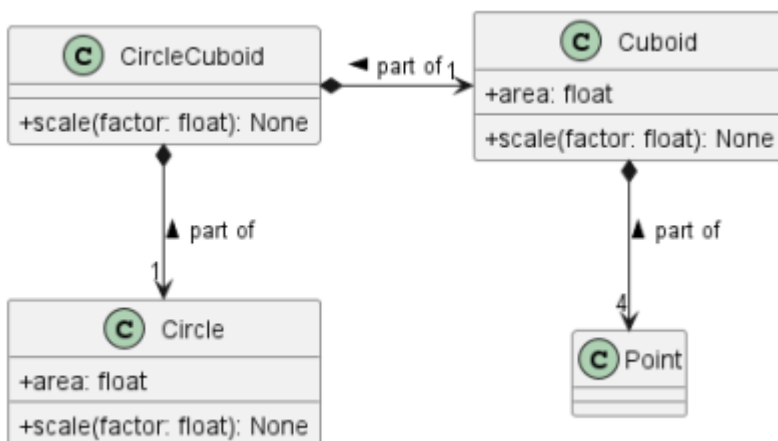 C CircleCuboid
+scale(factor: float): None
part of 1
C Cuboid
+area: float
+scale(factor: float): None
part of
1
part of
4
C Circle
+area: float
+scale(factor: float): None
C Point